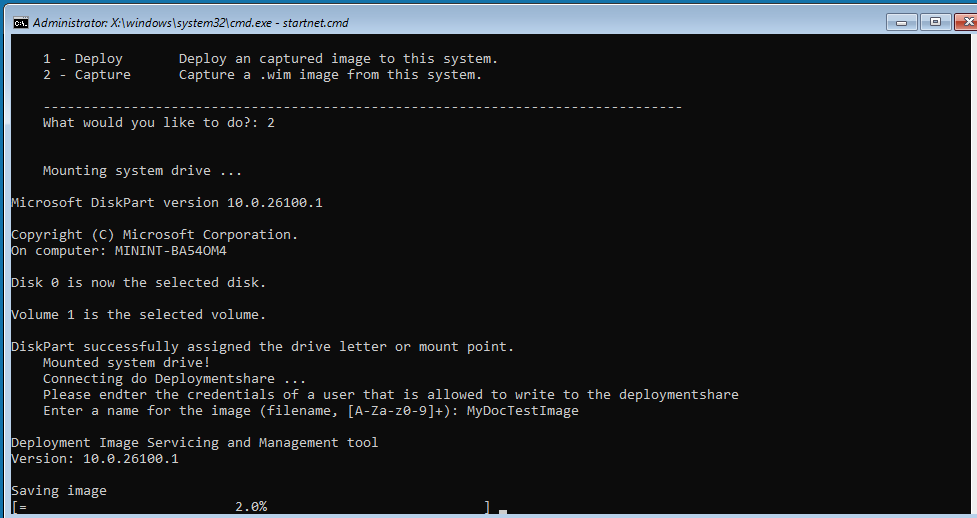 Administrator: X:\windows\system32\cmd.exe - startnet.cmd
1 - Deploy       Deploy an captured image to this system.
2 - Capture      Capture a .wim image from this system.
--------------------------------------------------------------------------------
What would you like to do?: 2
Mounting system drive ...
Microsoft DiskPart version 10.0.26100.1
Copyright (C) Microsoft Corporation.
On computer: MININT-BA54OM4
Disk 0 is now the selected disk.
Volume 1 is the selected volume.
DiskPart successfully assigned the drive letter or mount point.
Mounted system drive!
Connecting do Deploymentshare ...
Please endter the credentials of a user that is allowed to write to the deploymentshare
Enter a name for the image (filename, [A-Za-z0-9]+): MyDocTestImage
Deployment Image Servicing and Management tool
Version: 10.0.26100.1
Saving image
[=                          2.0%                           ] _